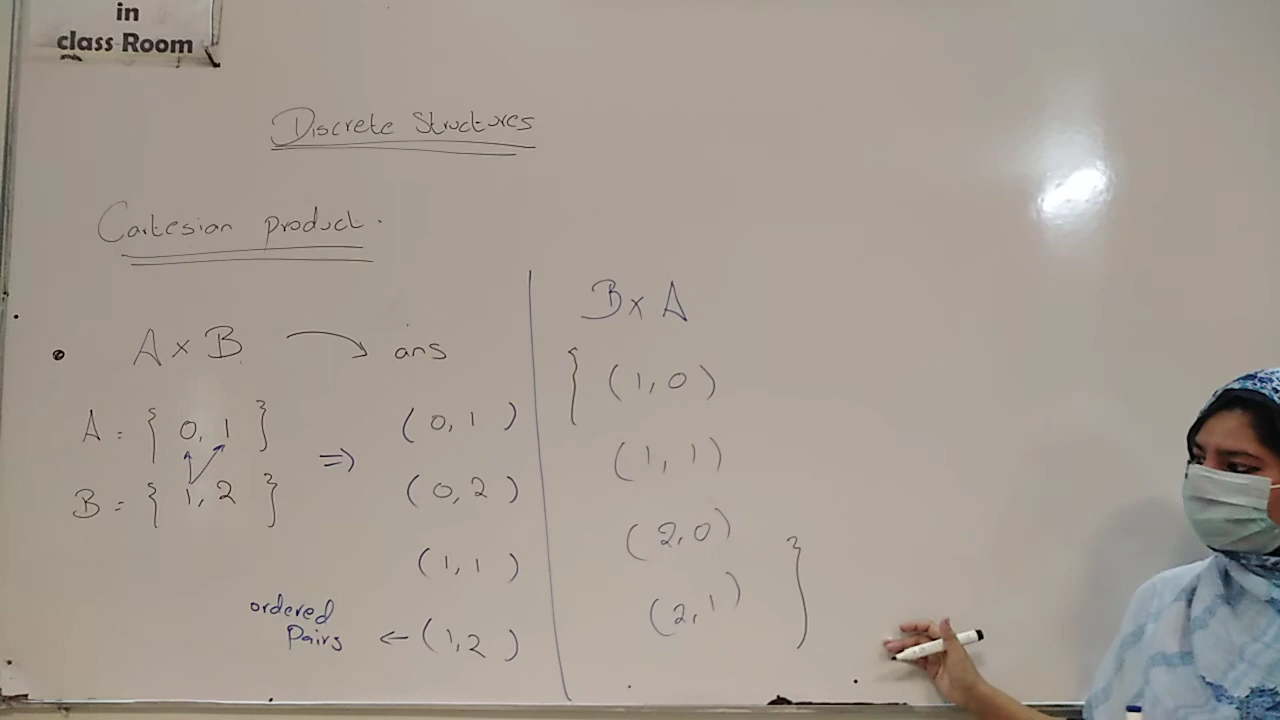 in
class Room
Discrete Structures
Cartesian product.
A x B ans
A = { 0, 1 }
B = { 1, 2 }
⇒
( 0, 1 )
( 0, 2 )
( 1, 1 )
ordered
Pairs ← ( 1, 2 )
B x A
{ ( 1, 0 )
( 1, 1 )
( 2, 0 )
( 2, 1 ) }